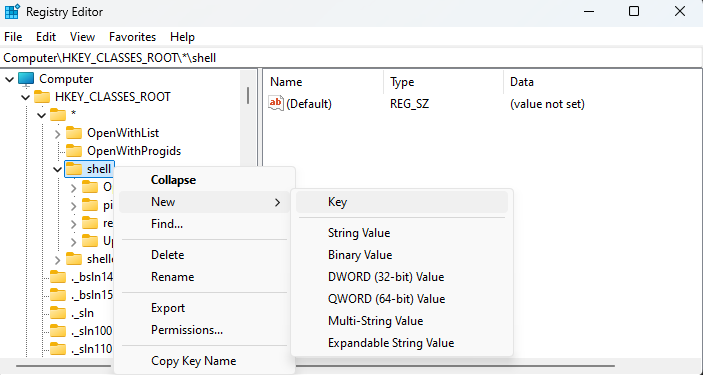 Registry Editor
File Edit View Favorites Help
Computer\HKEY_CLASSES_ROOT\*\shell
Computer
HKEY_CLASSES_ROOT
*
OpenWithList
OpenWithProgids
shell
O
pi
re
Up
shelle
._bsln14
._bsln15
._sln
._sln100
._sln110
Name Type Data
ab (Default) REG_SZ (value not set)
Collapse
New
Find...
Delete
Rename
Export
Permissions...
Copy Key Name
Key
String Value
Binary Value
DWORD (32-bit) Value
QWORD (64-bit) Value
Multi-String Value
Expandable String Value